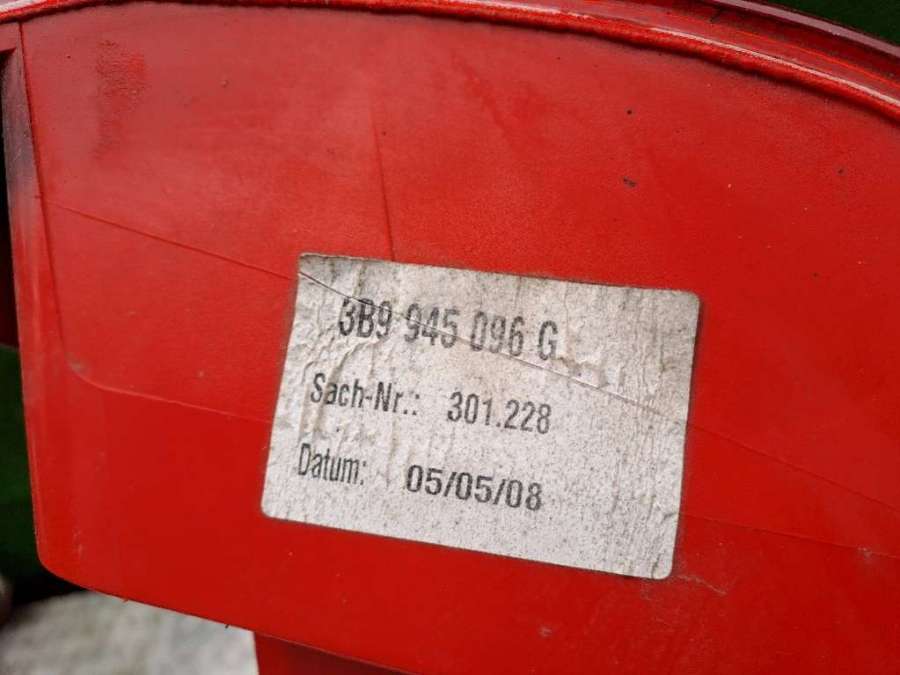 3B9 945 096 G
Sach-Nr.: 301.228
Datum: 05/05/08